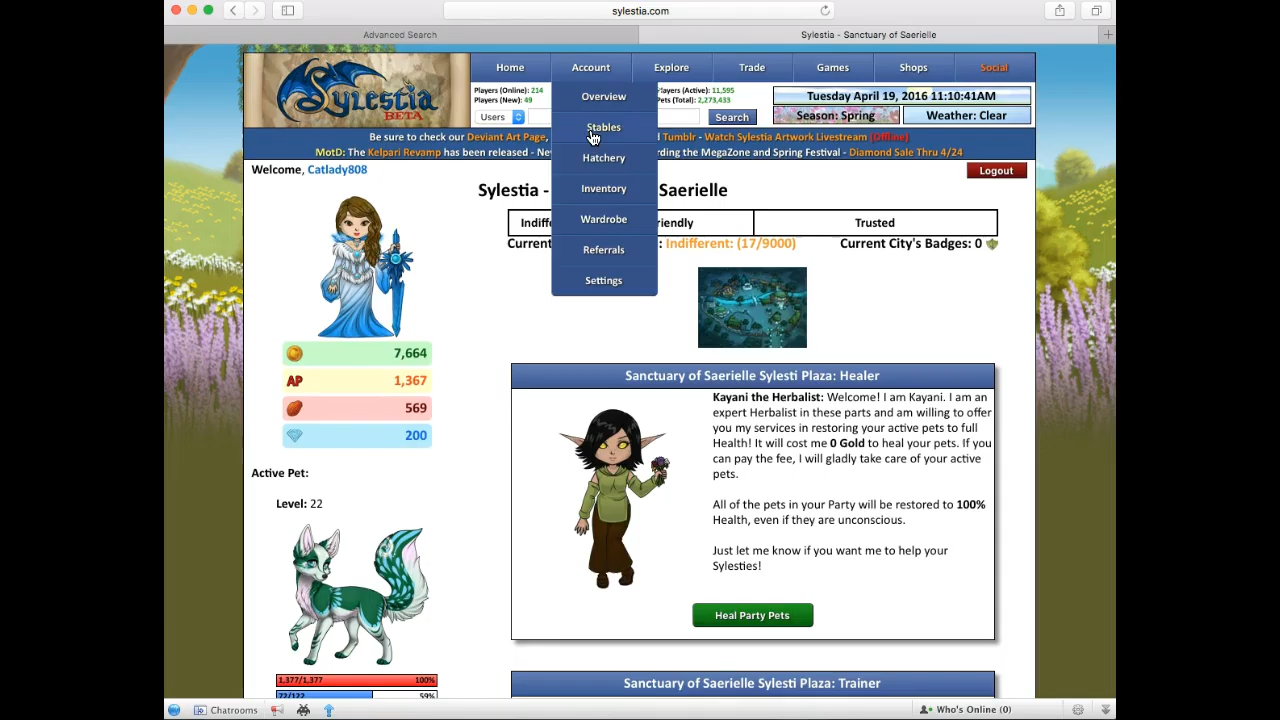 sylestia.com
Advanced Search
Sylestia - Sanctuary of Saerielle
Sylestia
BETA
Home
Account
Explore
Trade
Games
Shops
Social
Players (Online): 214
Players (New): 49
Players (Active): 11,595
Pets (Total): 2,273,433
Users
Search
Tuesday April 19, 2016 11:10:41AM
Season: Spring
Weather: Clear
Overview
Stables
Hatchery
Inventory
Wardrobe
Referrals
Settings
Be sure to check our Deviant Art Page, Tumblr - Watch Sylestia Artwork Livestream (Offline)
MotD: The Kelpari Revamp has been released - Ne rding the MegaZone and Spring Festival - Diamond Sale Thru 4/24
Welcome, Catlady808
Logout
Sylestia - Saerielle
Indiffe riendly Trusted
Current : Indifferent: (17/9000) Current City's Badges: 0
7,664
AP 1,367
569
200
Active Pet:
Level: 22
1,377/1,377 100%
72/122 59%
Sanctuary of Saerielle Sylesti Plaza: Healer
Kayani the Herbalist: Welcome! I am Kayani. I am an
expert Herbalist in these parts and am willing to offer
you my services in restoring your active pets to full
Health! It will cost me 0 Gold to heal your pets. If you
can pay the fee, I will gladly take care of your active
pets.
All of the pets in your Party will be restored to 100%
Health, even if they are unconscious.
Just let me know if you want me to help your
Sylesties!
Heal Party Pets
Sanctuary of Saerielle Sylesti Plaza: Trainer
Chatrooms
Who's Online (0)